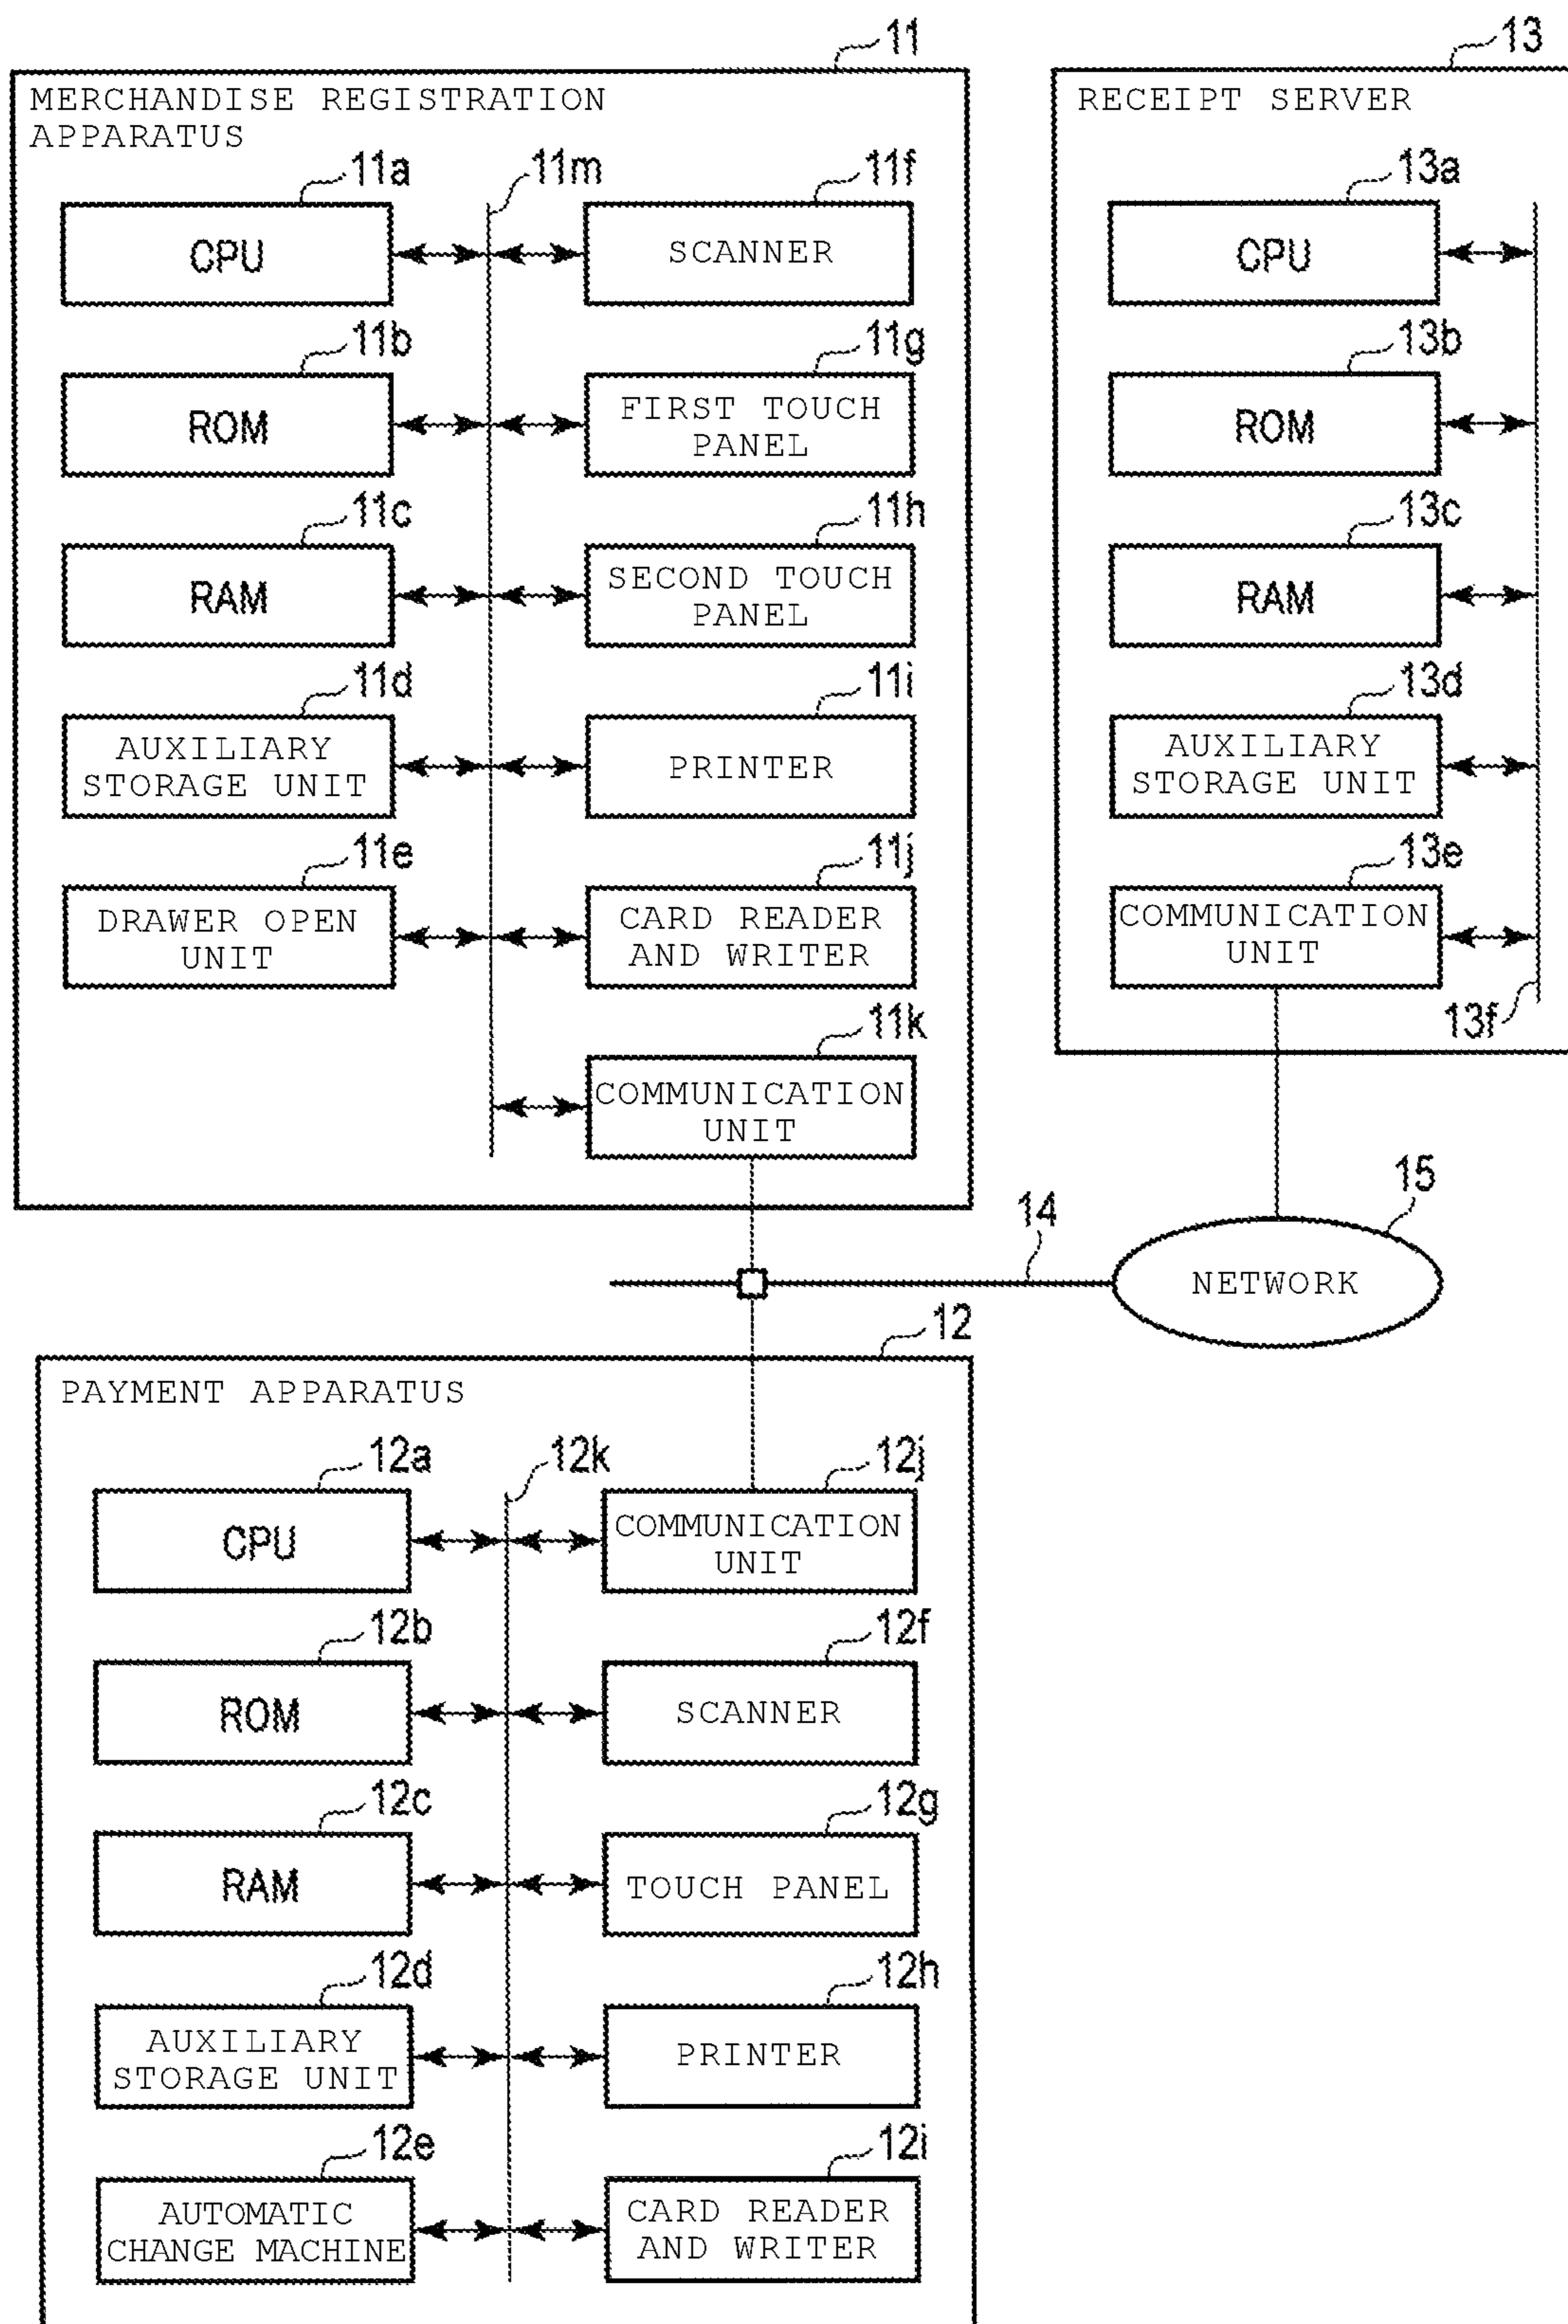 11
MERCHANDISE REGISTRATION
APPARATUS
11a
CPU
11b
ROM
11c
RAM
11d
AUXILIARY
STORAGE UNIT
11e
DRAWER OPEN
UNIT
11m
11f
SCANNER
11g
FIRST TOUCH
PANEL
11h
SECOND TOUCH
PANEL
11i
PRINTER
11j
CARD READER
AND WRITER
11k
COMMUNICATION
UNIT
13
RECEIPT SERVER
13a
CPU
13b
ROM
13c
RAM
13d
AUXILIARY
STORAGE UNIT
13e
COMMUNICATION
UNIT
13f
14
15
NETWORK
12
PAYMENT APPARATUS
12a
CPU
12b
ROM
12c
RAM
12d
AUXILIARY
STORAGE UNIT
12e
AUTOMATIC
CHANGE MACHINE
12k
12j
COMMUNICATION
UNIT
12f
SCANNER
12g
TOUCH PANEL
12h
PRINTER
12i
CARD READER
AND WRITER